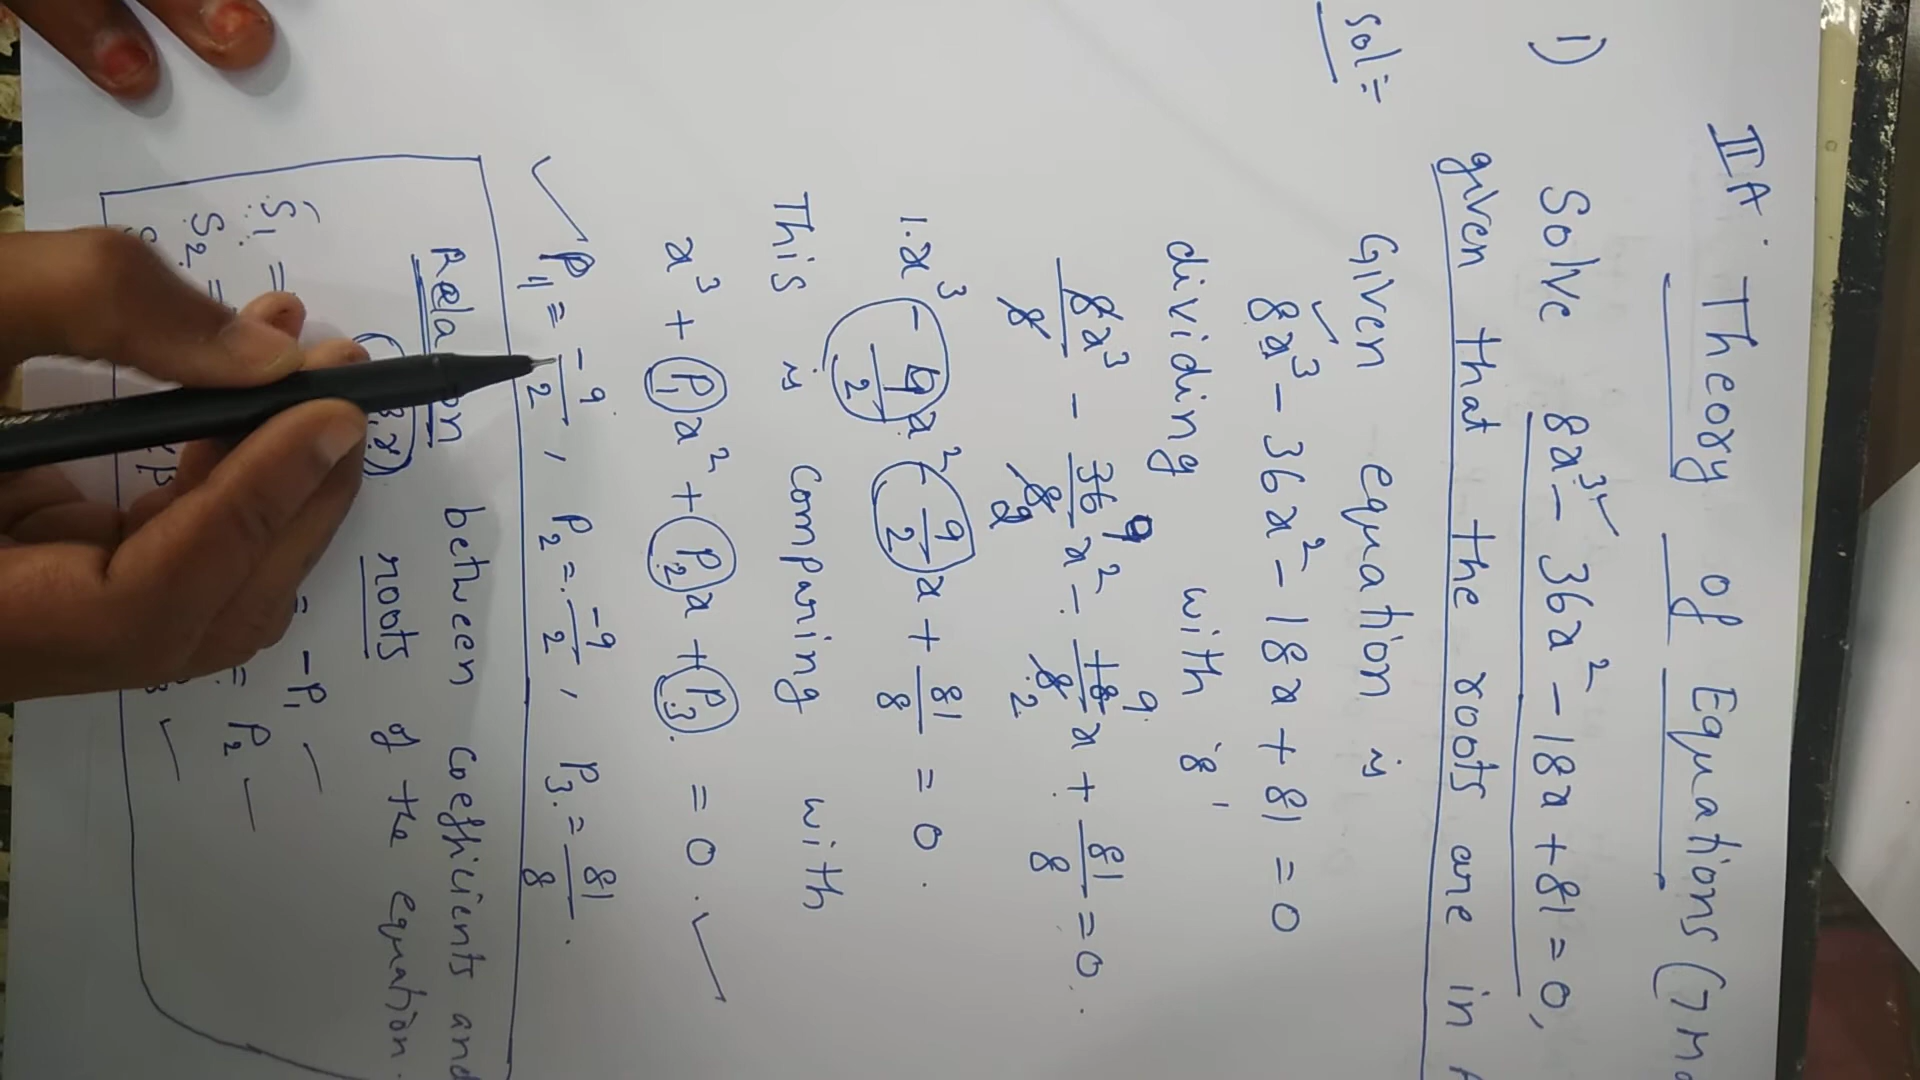 IIA Theory of Equations (7 M
1) Solve 8x³ - 36x² - 18x + 81 = 0,
given that the roots are in
Sol:= Given equation is
8x³ - 36x² - 18x + 81 = 0
dividing with '8'
8x³/8 - 36/8 x² - 18/8 x + 81/8 = 0.
1.x³ - 9/2 x² - 9/2 x + 81/8 = 0.
This is comparing with
x³ + P₁x² + P₂x + P₃ = 0.
P₁ = -9/2, P₂ = -9/2, P₃ = 81/8.
between coefficients and
roots of the equation.
S₁ = = -P₁
S₂ = = P₂